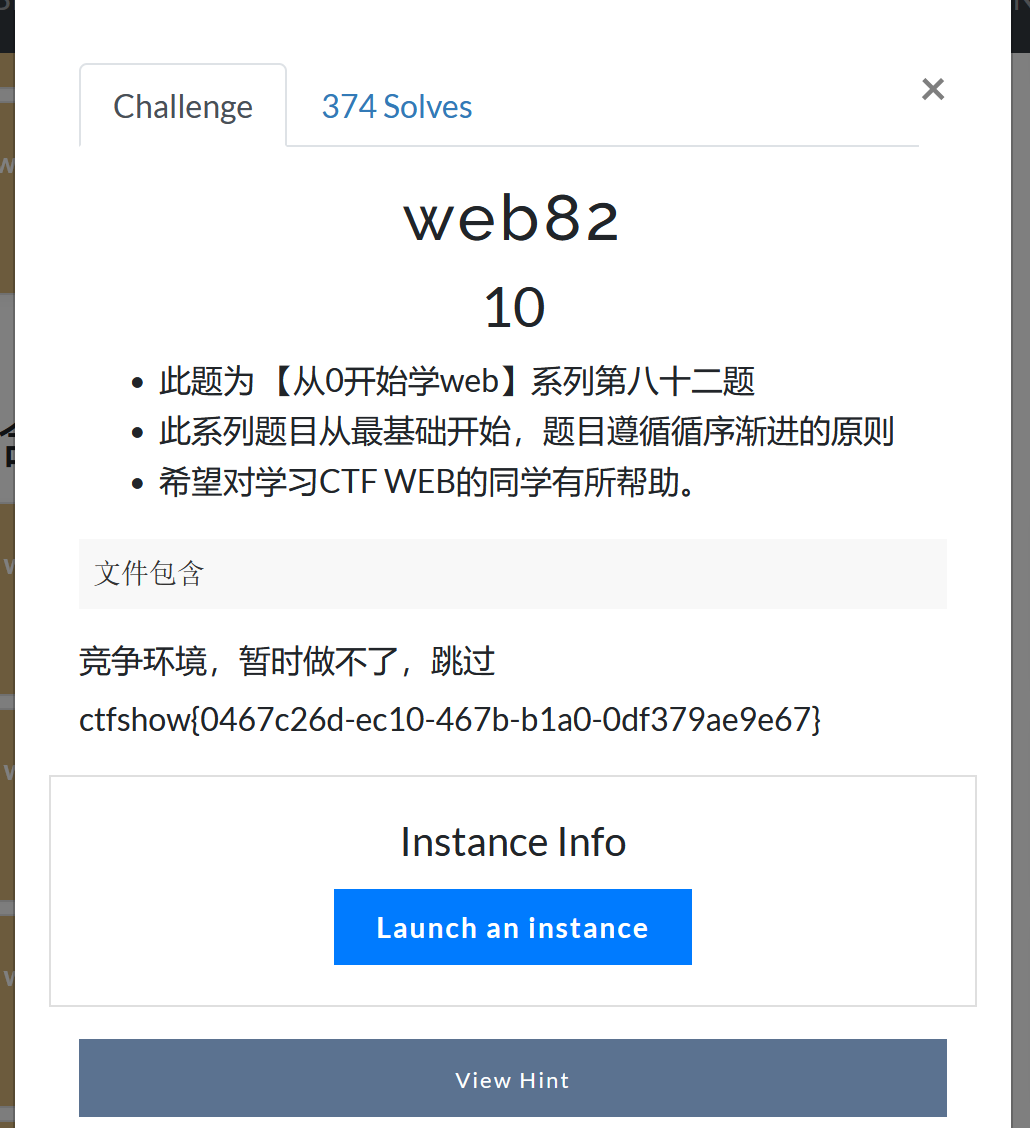 Challenge
374 Solves
×
web82
10
此题为 【从0开始学web】系列第八十二题
此系列题目从最基础开始，题目遵循循序渐进的原则
希望对学习CTF WEB的同学有所帮助。
文件包含
竞争环境，暂时做不了，跳过
ctfshow{0467c26d-ec10-467b-b1a0-0df379ae9e67}
Instance Info
Launch an instance
View Hint